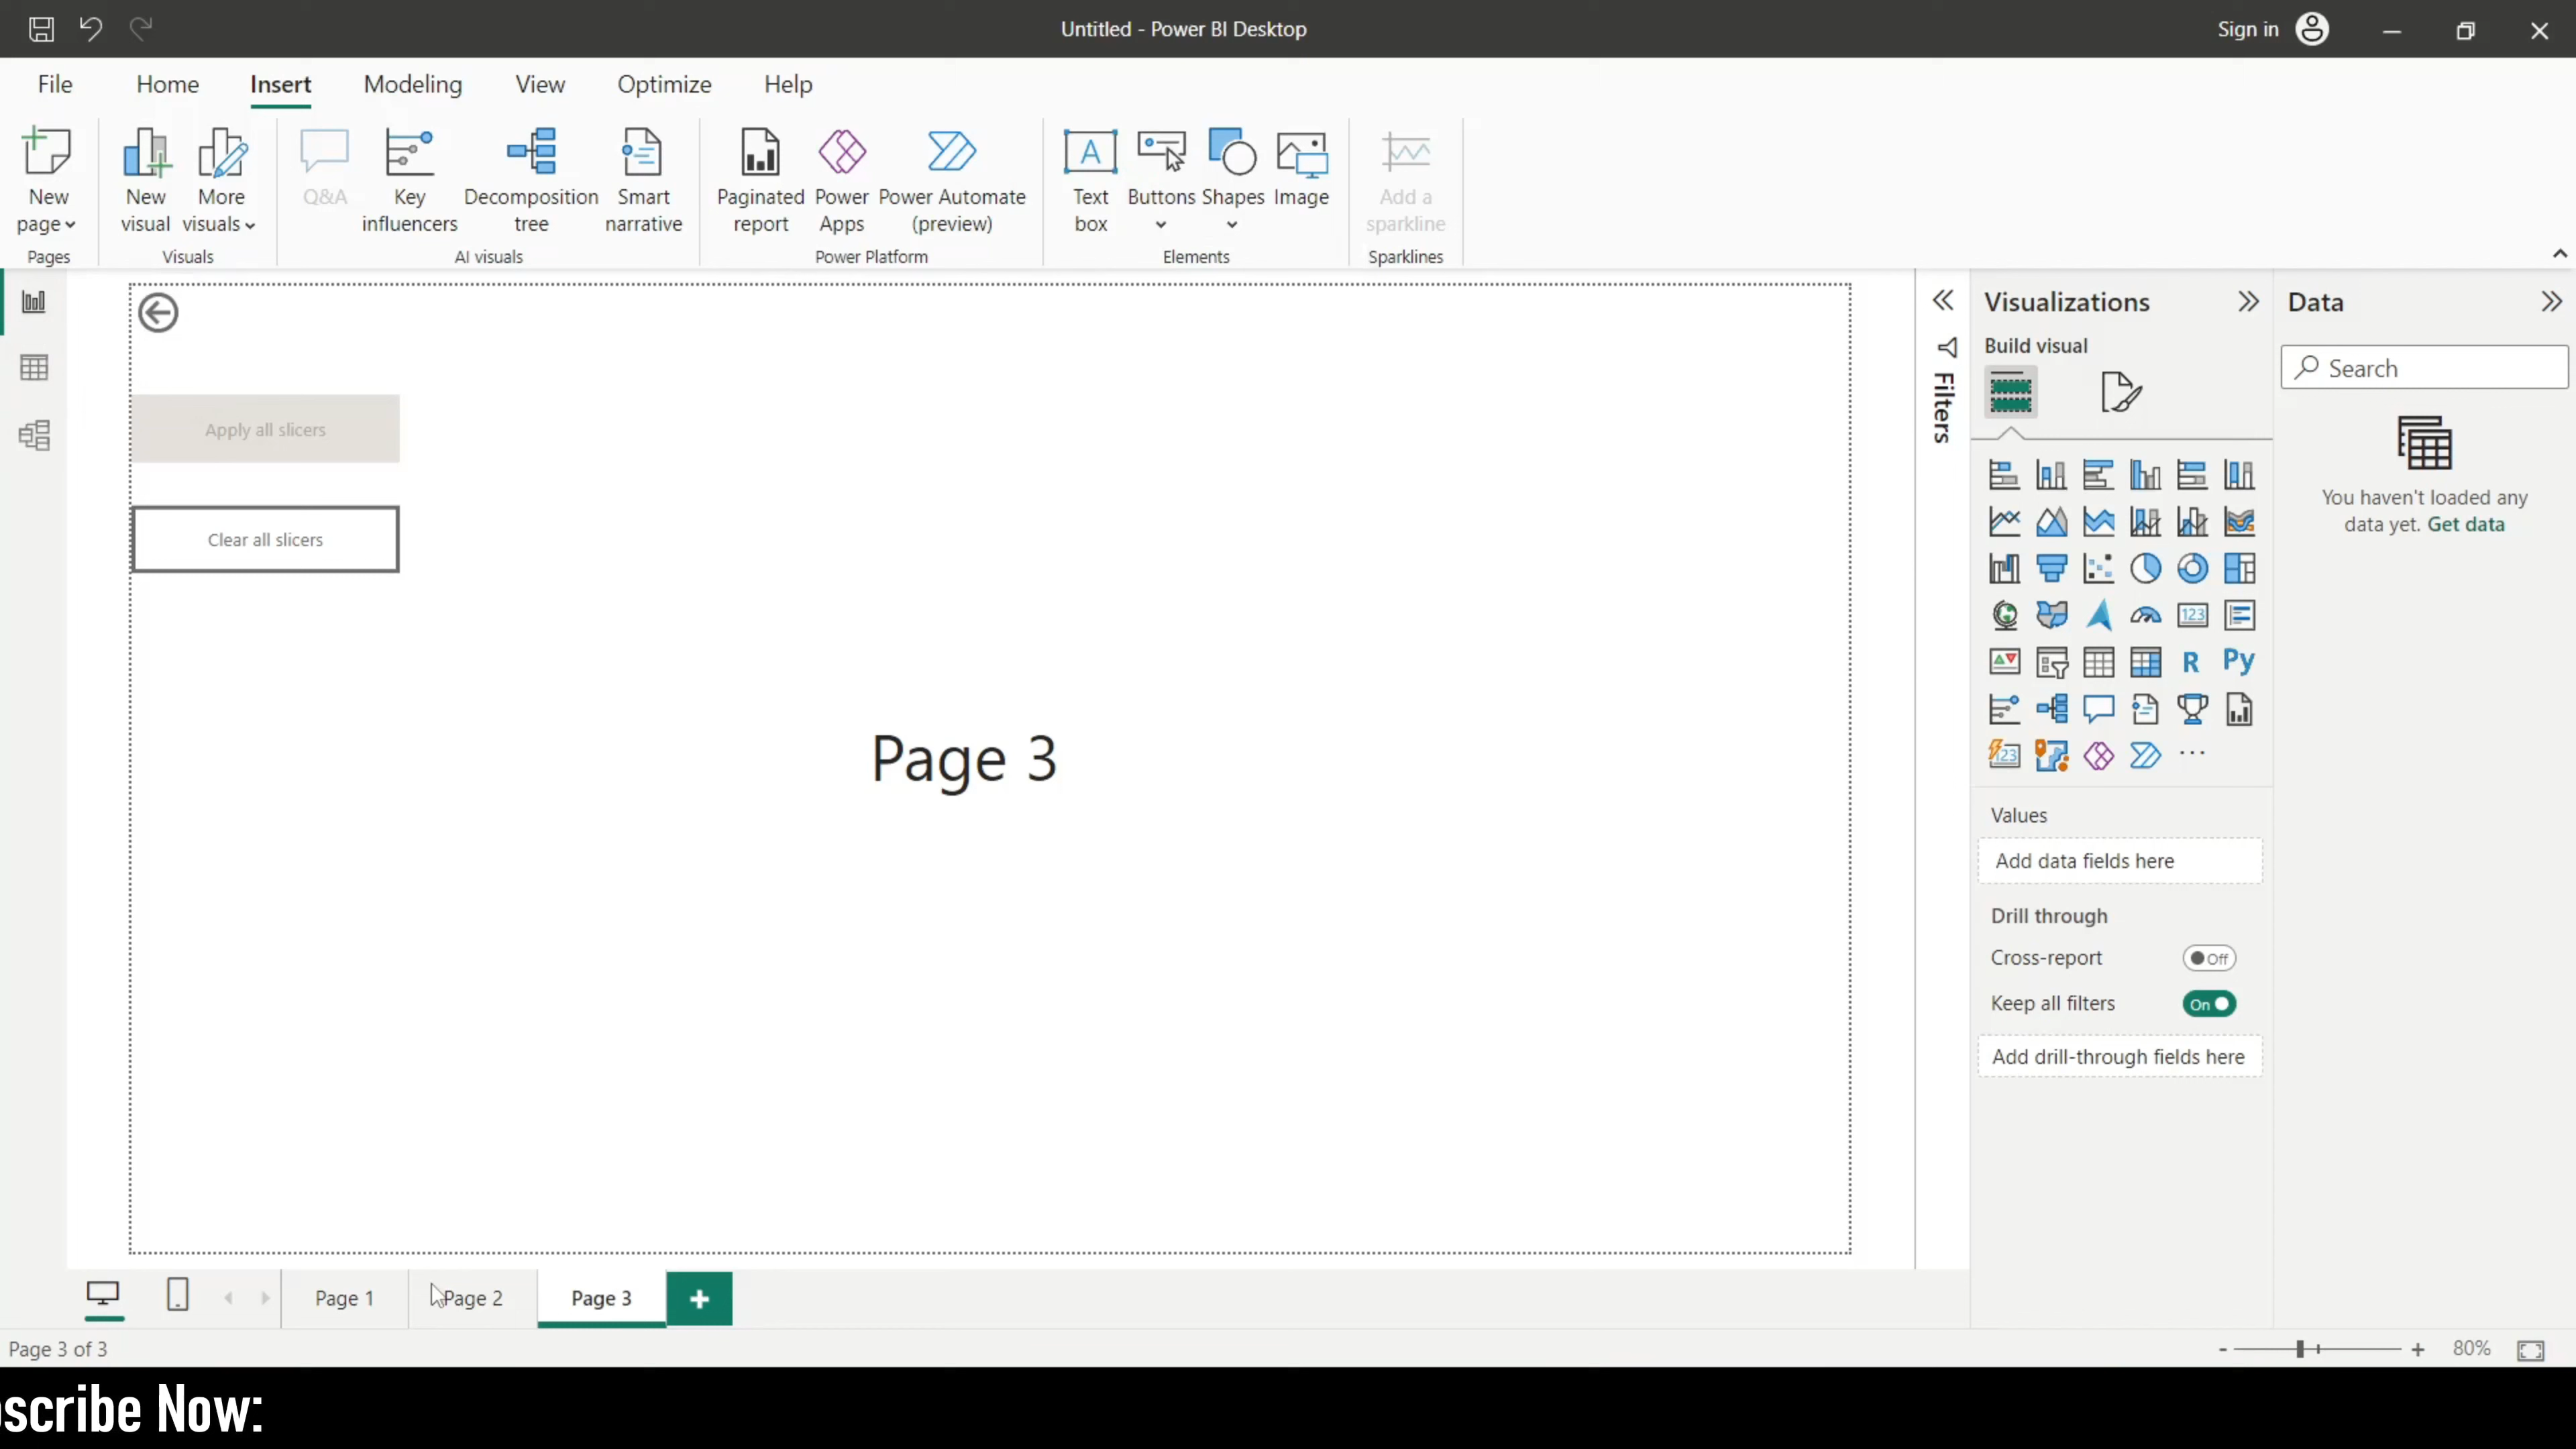 Untitled - Power BI Desktop
Sign in
File
Home
Insert
Modeling
View
Optimize
Help
New
page
New
visual
More
visuals
Q&A
Key
influencers
Decomposition
tree
Smart
narrative
Paginated
report
Power
Apps
Power Automate
(preview)
Text
box
Buttons
Shapes
Image
Add a
sparkline
Pages
Visuals
AI visuals
Power Platform
Elements
Sparklines
Apply all slicers
Clear all slicers
Page 3
Filters
Visualizations
Build visual
123
R
Py
123
Values
Add data fields here
Drill through
Cross-report
Off
Keep all filters
On
Add drill-through fields here
Data
Search
You haven't loaded any
data yet. Get data
Page 1
Page 2
Page 3
Page 3 of 3
80%
scribe Now: